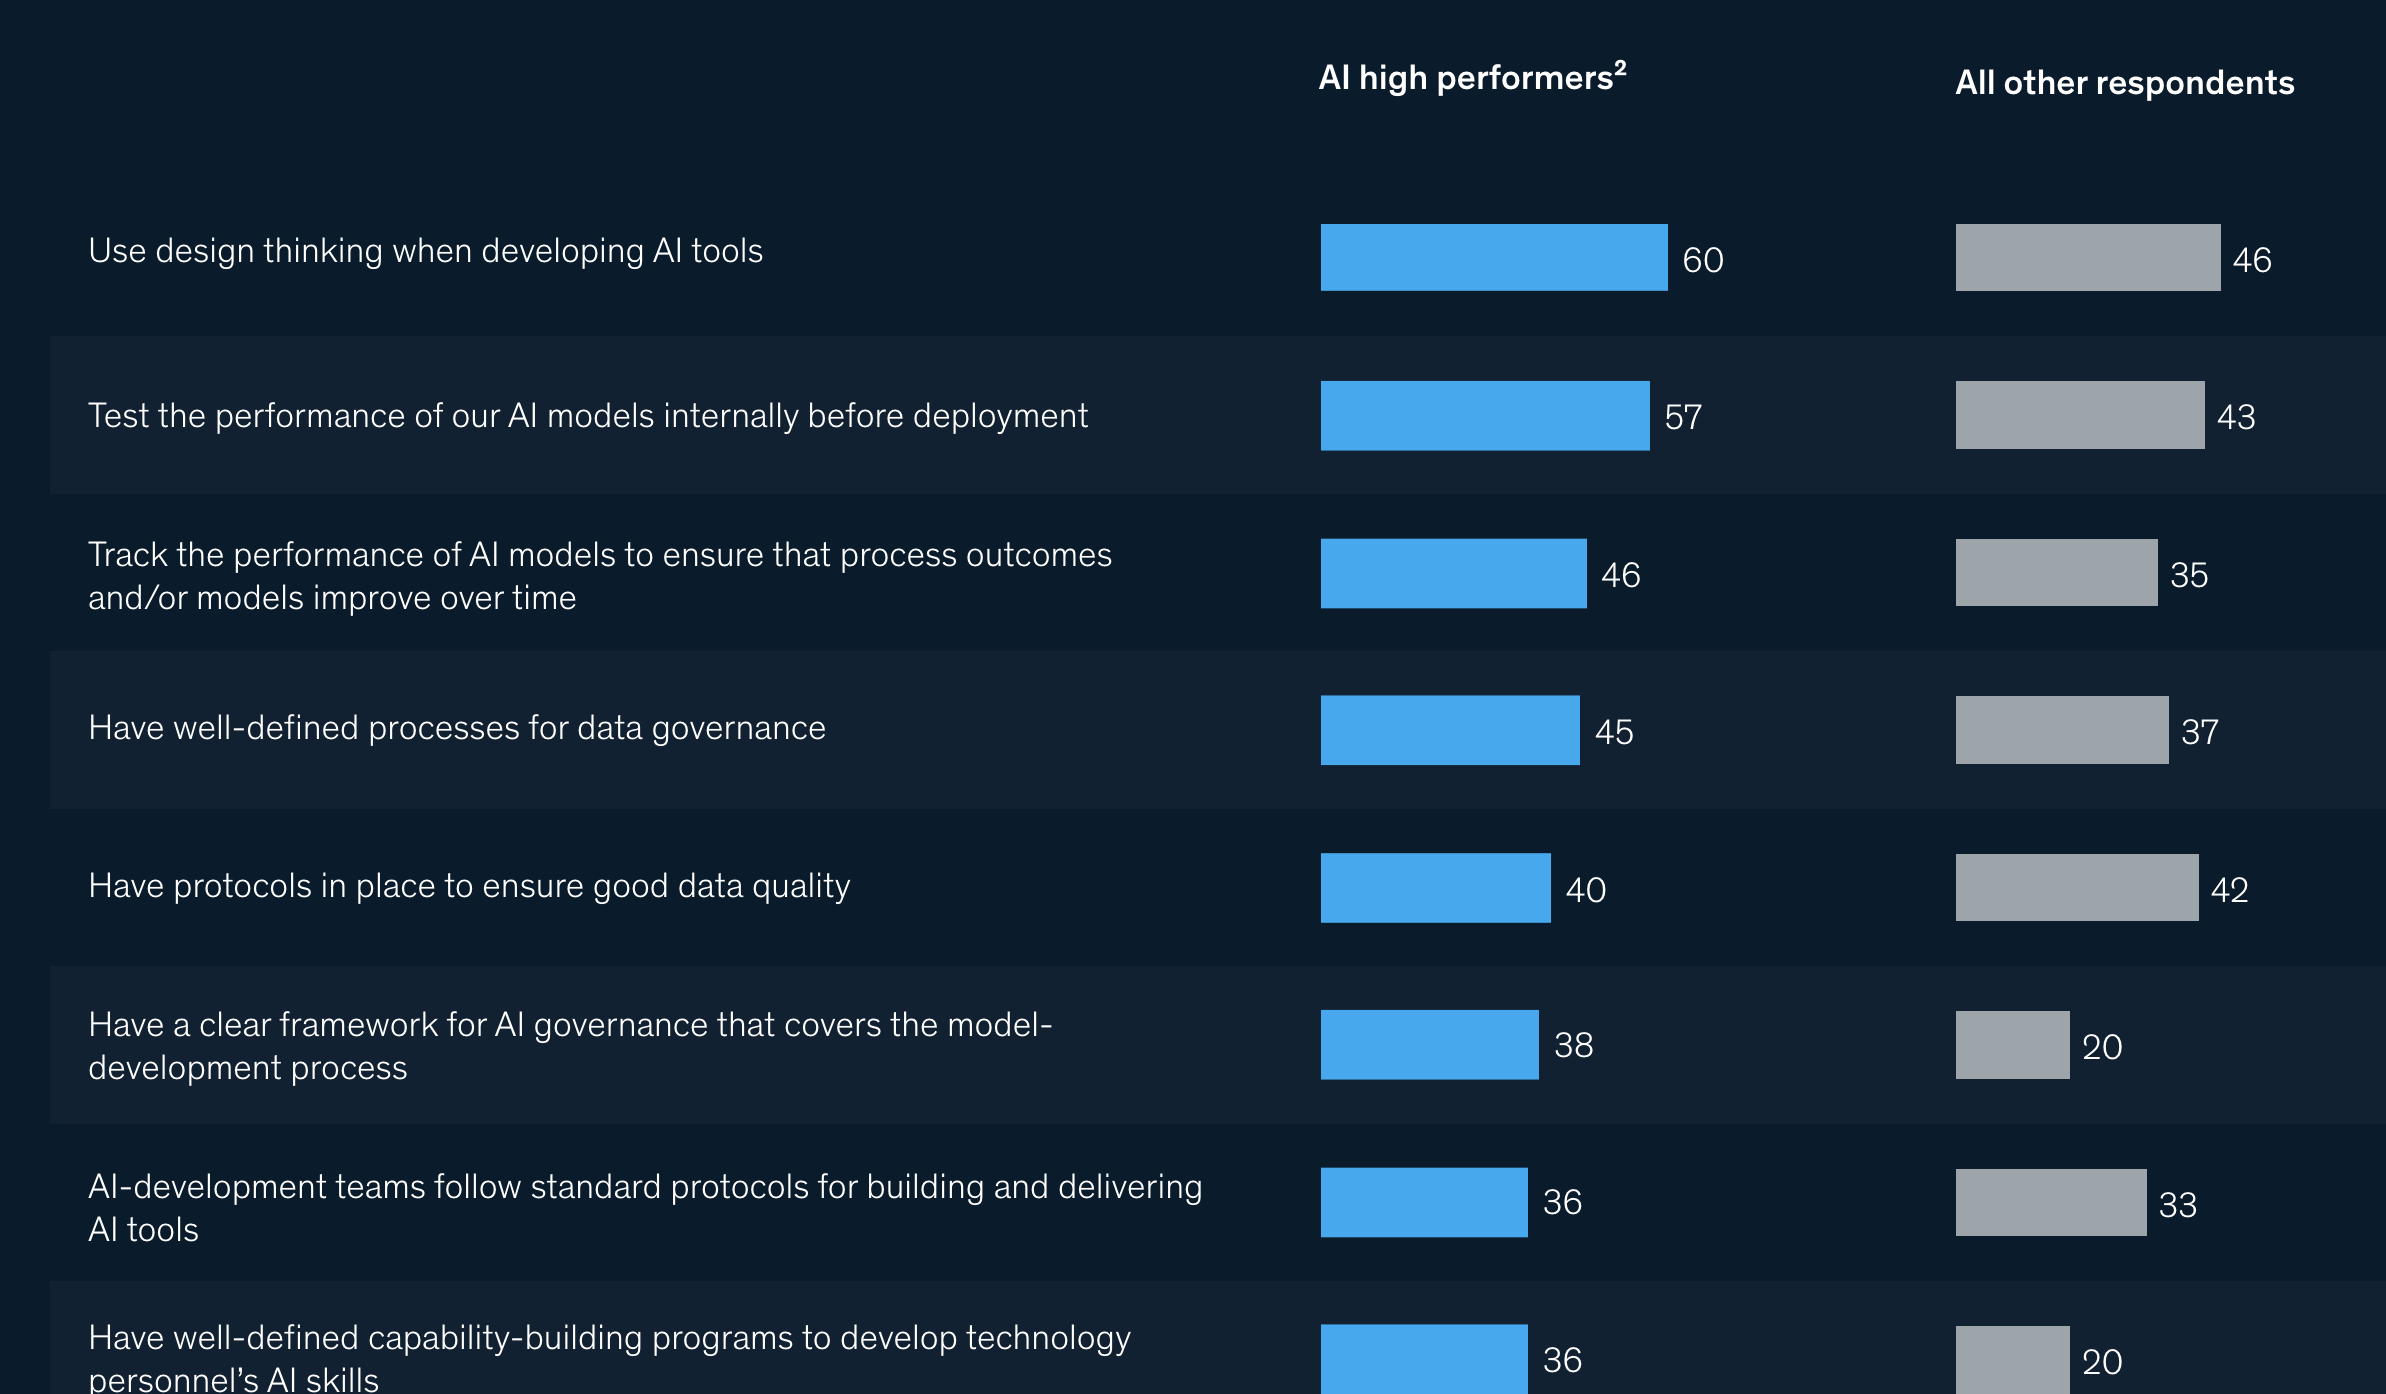 AI high performers²
All other respondents
Use design thinking when developing AI tools
60
46
Test the performance of our AI models internally before deployment
57
43
Track the performance of AI models to ensure that process outcomes
and/or models improve over time
46
35
Have well-defined processes for data governance
45
37
Have protocols in place to ensure good data quality
40
42
Have a clear framework for AI governance that covers the model-
development process
38
20
AI-development teams follow standard protocols for building and delivering
AI tools
36
33
Have well-defined capability-building programs to develop technology
personnel’s AI skills
36
20